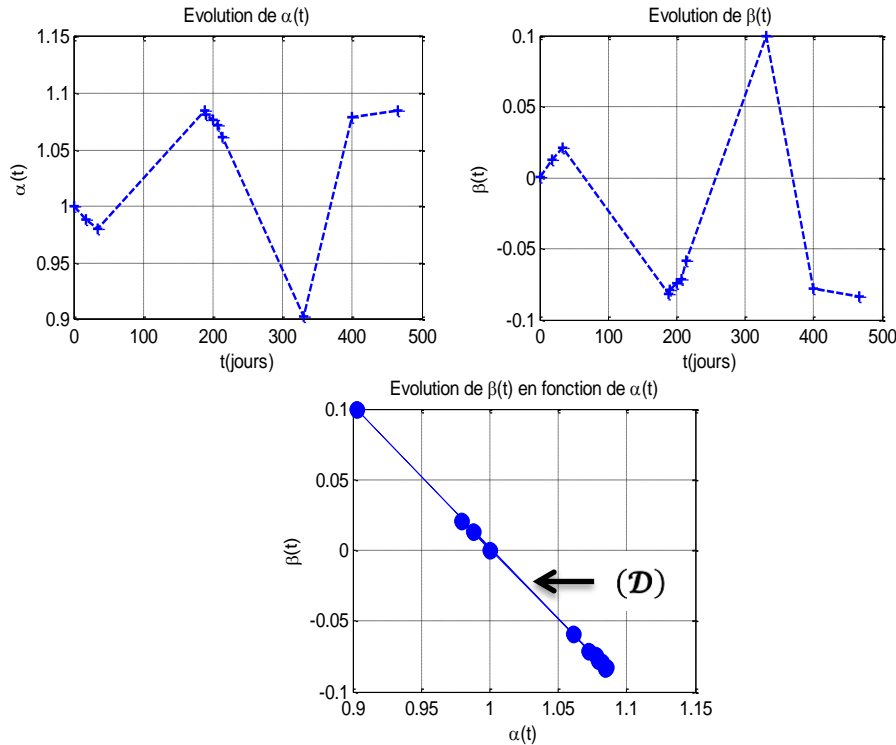 Evolution de α(t)
1.15
1.1
1.05
1
0.95
0.9
α(t)
0 100 200 300 400 500
t(jours)
Evolution de β(t)
0.1
0.05
0
-0.05
-0.1
β(t)
0 100 200 300 400 500
t(jours)
Evolution de β(t) en fonction de α(t)
0.1
0.05
0
-0.05
-0.1
β(t)
(𝓓)
0.9 0.95 1 1.05 1.1 1.15
α(t)